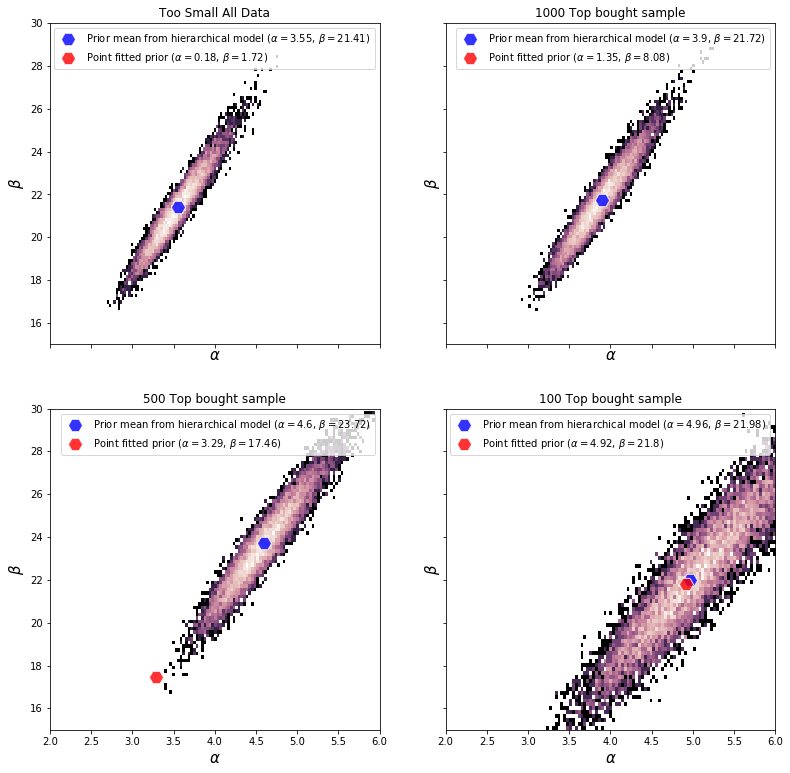 Too Small All Data
Prior mean from hierarchical model (α = 3.55, β = 21.41)
Point fitted prior (α = 0.18, β = 1.72)
30
28
26
24
22
20
18
16
β
α
1000 Top bought sample
Prior mean from hierarchical model (α = 3.9, β = 21.72)
Point fitted prior (α = 1.35, β = 8.08)
β
α
500 Top bought sample
Prior mean from hierarchical model (α = 4.6, β = 23.72)
Point fitted prior (α = 3.29, β = 17.46)
30
28
26
24
22
20
18
16
β
2.0 2.5 3.0 3.5 4.0 4.5 5.0 5.5 6.0
α
100 Top bought sample
Prior mean from hierarchical model (α = 4.96, β = 21.98)
Point fitted prior (α = 4.92, β = 21.8)
β
2.0 2.5 3.0 3.5 4.0 4.5 5.0 5.5 6.0
α